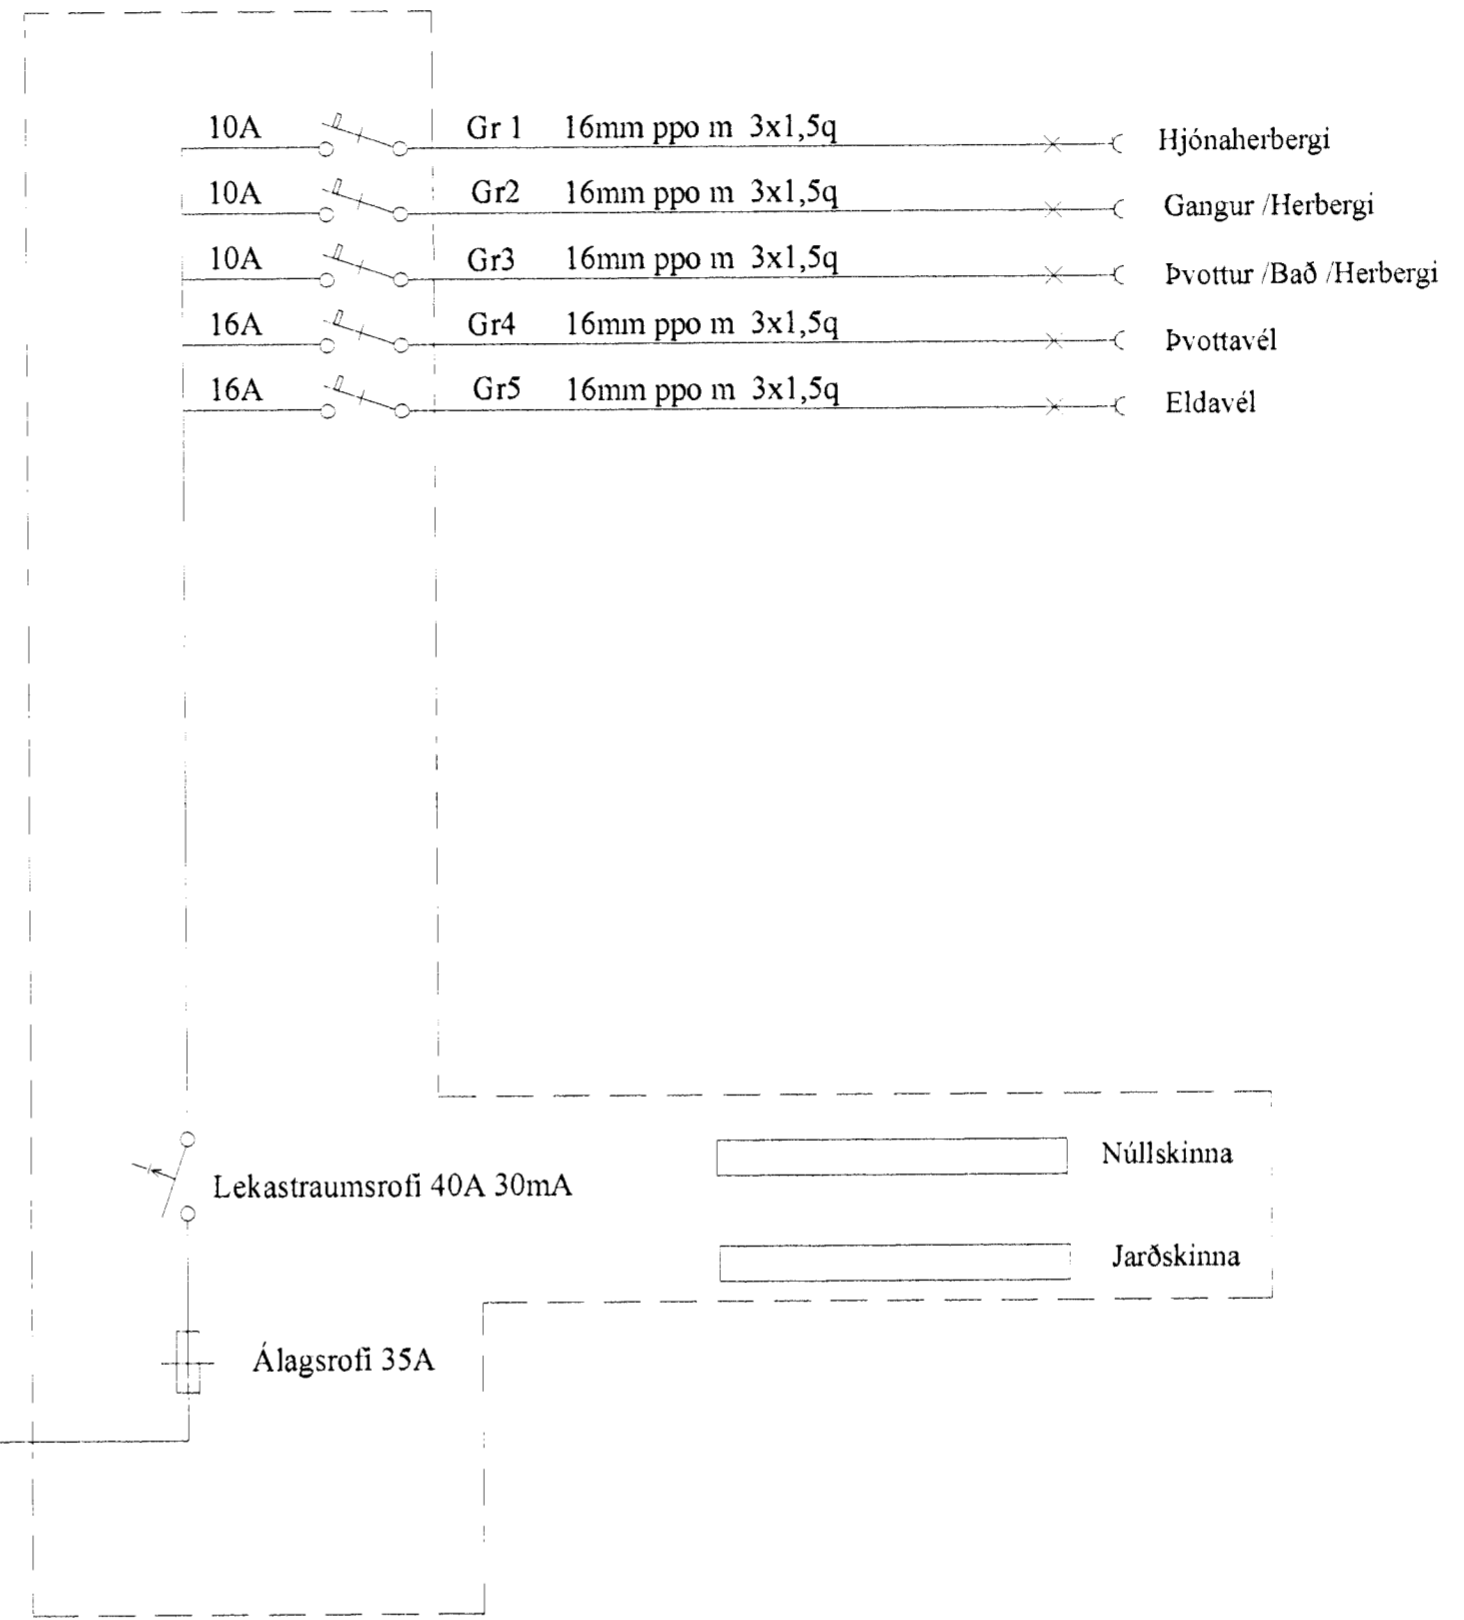 10A Gr 1 16mm ppo m 3x1,5q Hjónaherbergi
10A Gr2 16mm ppo m 3x1,5q Gangur /Herbergi
10A Gr3 16mm ppo m 3x1,5q Þvottur /Bað /Herbergi
16A Gr4 16mm ppo m 3x1,5q Þvottavél
16A Gr5 16mm ppo m 3x1,5q Eldavél
Núllskinna
Lekastraumsrofi 40A 30mA
Jarðskinna
Álagsrofi 35A